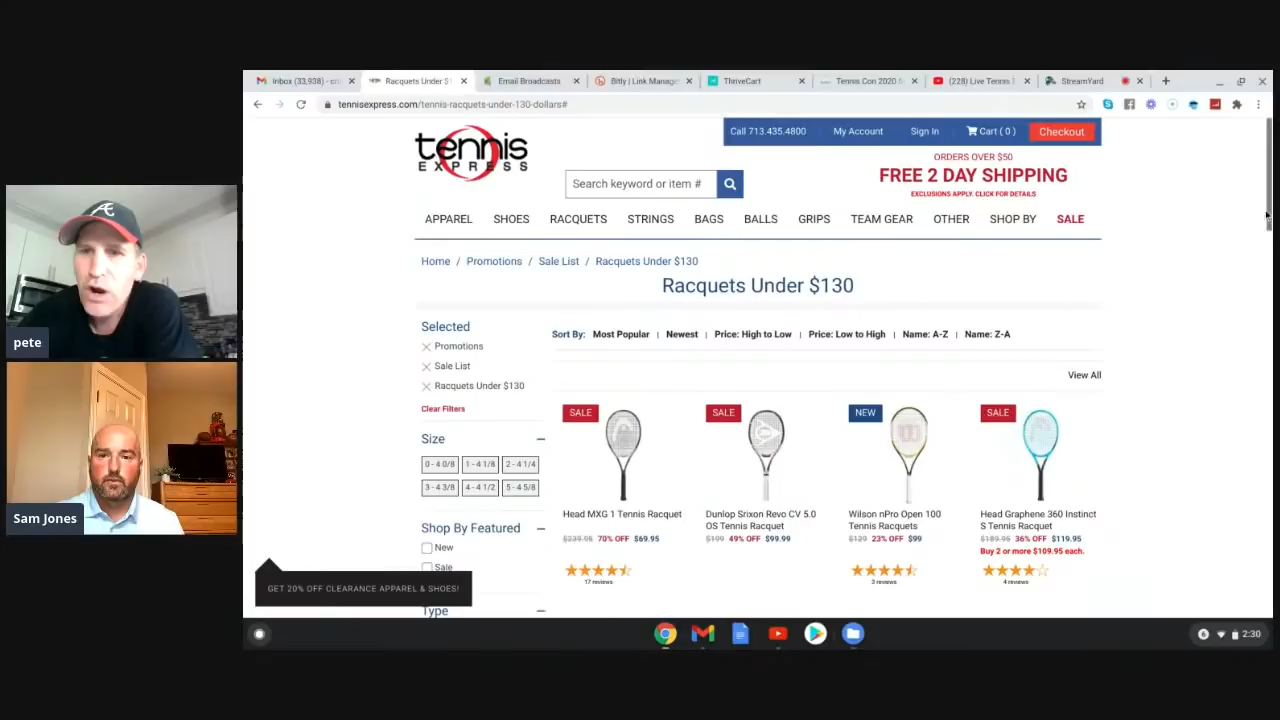 Inbox (33,938) - cr
Racquets Under $1
Email Broadcasts
Bitly | Link Manage
ThriveCart
Tennis Con 2020 S
(228) Live Tennis
StreamYard
tennisexpress.com/tennis-racquets-under-130-dollars#
tennis
EXPRESS
Call 713.435.4800
My Account
Sign In
Cart ( 0 )
Checkout
ORDERS OVER $50
FREE 2 DAY SHIPPING
EXCLUSIONS APPLY. CLICK FOR DETAILS
Search keyword or item #
APPAREL SHOES RACQUETS STRINGS BAGS BALLS GRIPS TEAM GEAR OTHER SHOP BY SALE
Home / Promotions / Sale List / Racquets Under $130
Racquets Under $130
Selected
Promotions
Sale List
Racquets Under $130
Clear Filters
Size
0 - 4 0/8 1 - 4 1/8 2 - 4 1/4
3 - 4 3/8 4 - 4 1/2 5 - 4 5/8
Shop By Featured
New
Sale
Type
GET 20% OFF CLEARANCE APPAREL & SHOES!
Sort By: Most Popular | Newest | Price: High to Low | Price: Low to High | Name: A-Z | Name: Z-A
View All
SALE
Head MXG 1 Tennis Racquet
$239.95 70% OFF $69.95
17 reviews
SALE
Dunlop Srixon Revo CV 5.0
OS Tennis Racquet
$199 49% OFF $99.99
NEW
Wilson nPro Open 100
Tennis Racquets
$129 23% OFF $99
3 reviews
SALE
Head Graphene 360 Instinct
S Tennis Racquet
$189.95 36% OFF $119.95
Buy 2 or more $109.95 each.
4 reviews
pete
Sam Jones
2:30